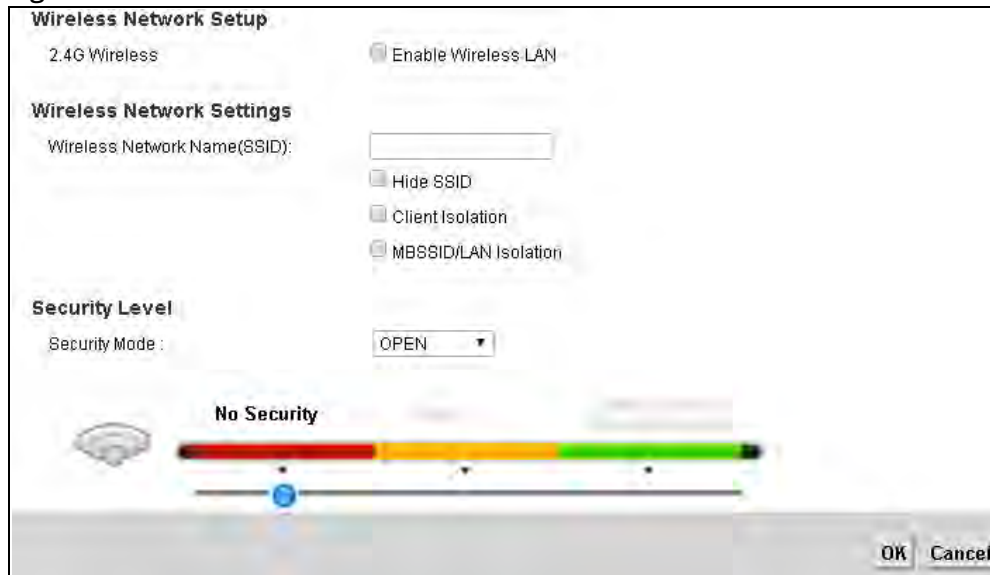 Wireless Network Setup
2.4G Wireless Enable Wireless LAN
Wireless Network Settings
Wireless Network Name(SSID):
Hide SSID
Client Isolation
MBSSID/LAN Isolation
Security Level
Security Mode : OPEN
No Security
OK Cancel